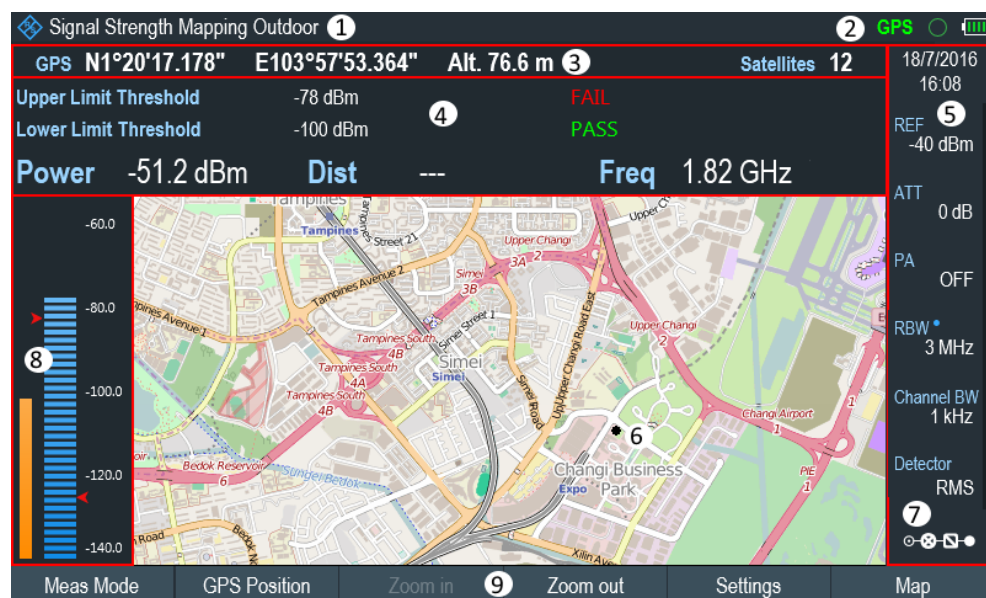 Signal Strength Mapping Outdoor 1
2 GPS
GPS N1°20'17.178" E103°57'53.364" Alt. 76.6 m 3 Satellites 12
18/7/2016
16:08
Upper Limit Threshold -78 dBm FAIL
Lower Limit Threshold -100 dBm PASS
4
Power -51.2 dBm Dist --- Freq 1.82 GHz
5
REF
-40 dBm
ATT
0 dB
PA
OFF
RBW
3 MHz
Channel BW
1 kHz
Detector
RMS
7
-60.0
-80.0
8
-100.0
-120.0
-140.0
Tampines
Tampines
Tampines
Street 21
Upper
Upper Changi
3A 2
Simei
3B
Tampines Avenue 2
Simei Street 1
Tampines South
4B
Tampines South
4A
Tampines South
4B
Simei
Simei
Simei Road
Upper Changi Road East
Upper Changi
2
Changi Airport
1
1
PIE
1
6
Changi Business
Park
Expo
Bedok Reservoir
6
Sungei Bedok
Road
Xilin Ave
Meas Mode GPS Position Zoom in 9 Zoom out Settings Map